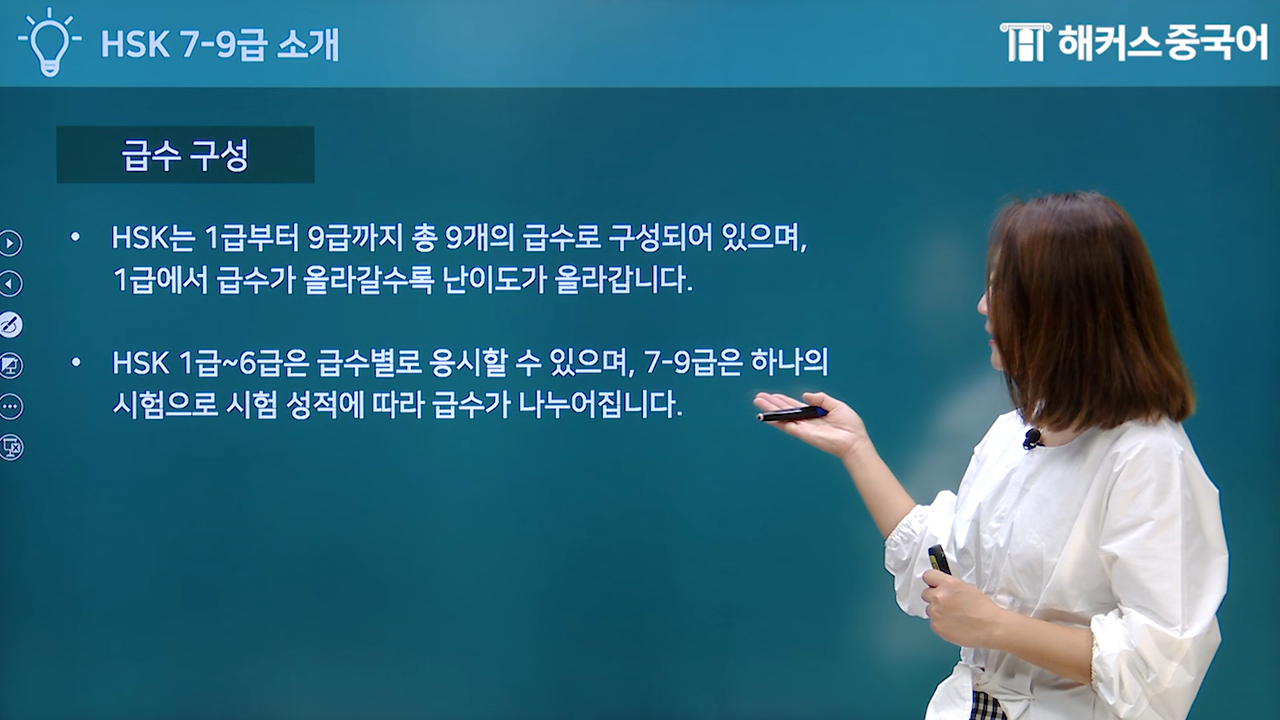 HSK 7-9급 소개
해커스중국어
급수 구성
• HSK는 1급부터 9급까지 총 9개의 급수로 구성되어 있으며,
1급에서 급수가 올라갈수록 난이도가 올라갑니다.
• HSK 1급~6급은 급수별로 응시할 수 있으며, 7-9급은 하나의
시험으로 시험 성적에 따라 급수가 나누어집니다.